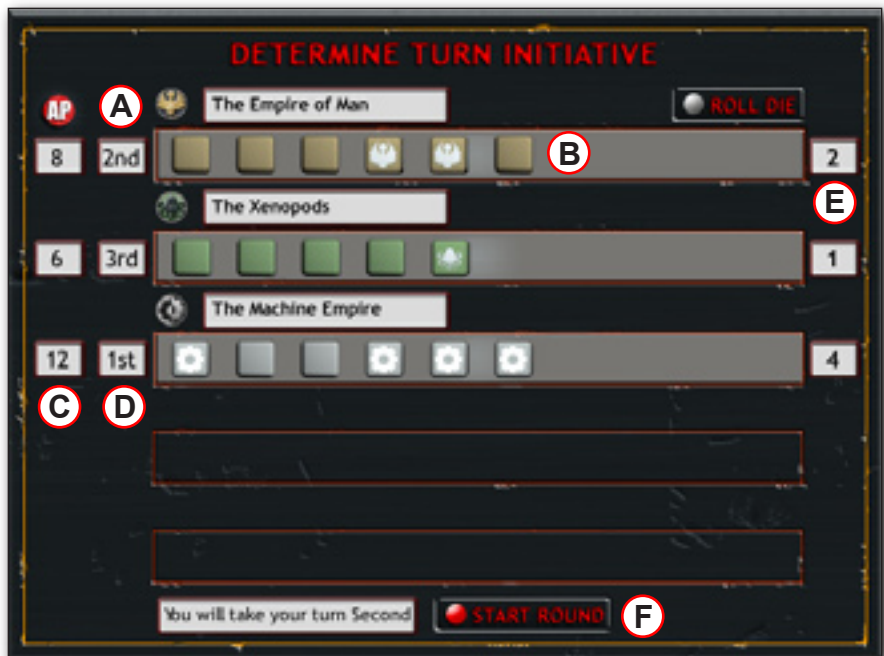 DETERMINE TURN INITIATIVE
AP A The Empire of Man ROLL DIE
8 2nd B 2
The Xenopods E
6 3rd 1
The Machine Empire
12 1st 4
C D
You will take your turn Second START ROUND F